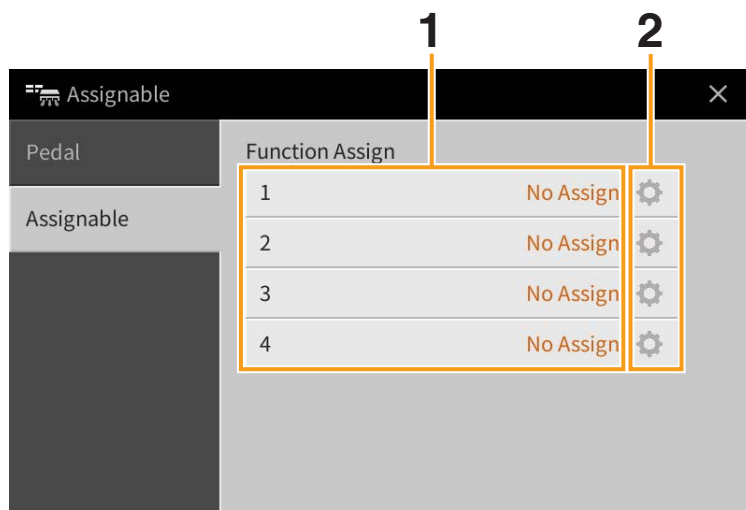 1 2
Assignable
Pedal
Assignable
Function Assign
1 No Assign
2 No Assign
3 No Assign
4 No Assign